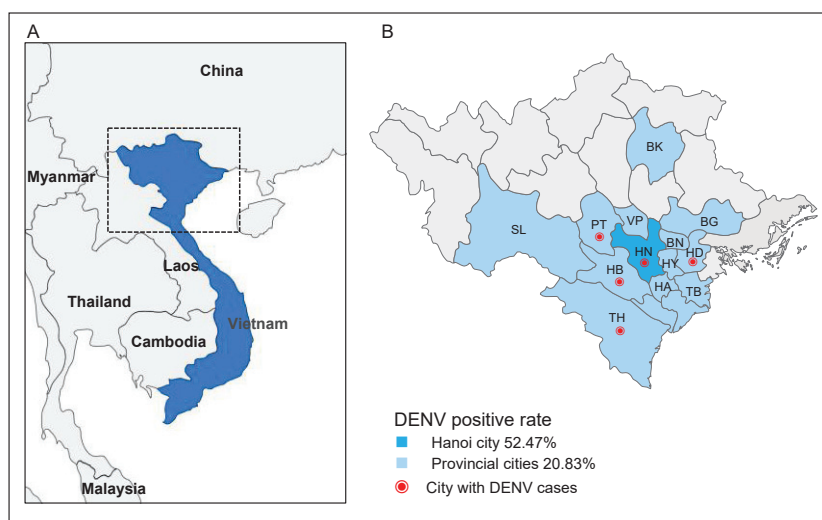 A
China
Myanmar
Laos
Thailand
Vietnam
Cambodia
Malaysia
B
BK
BG
VP
PT
SL
BN
HN
HD
HY
HB
HA
TB
TH
DENV positive rate
Hanoi city 52.47%
Provincial cities 20.83%
City with DENV cases